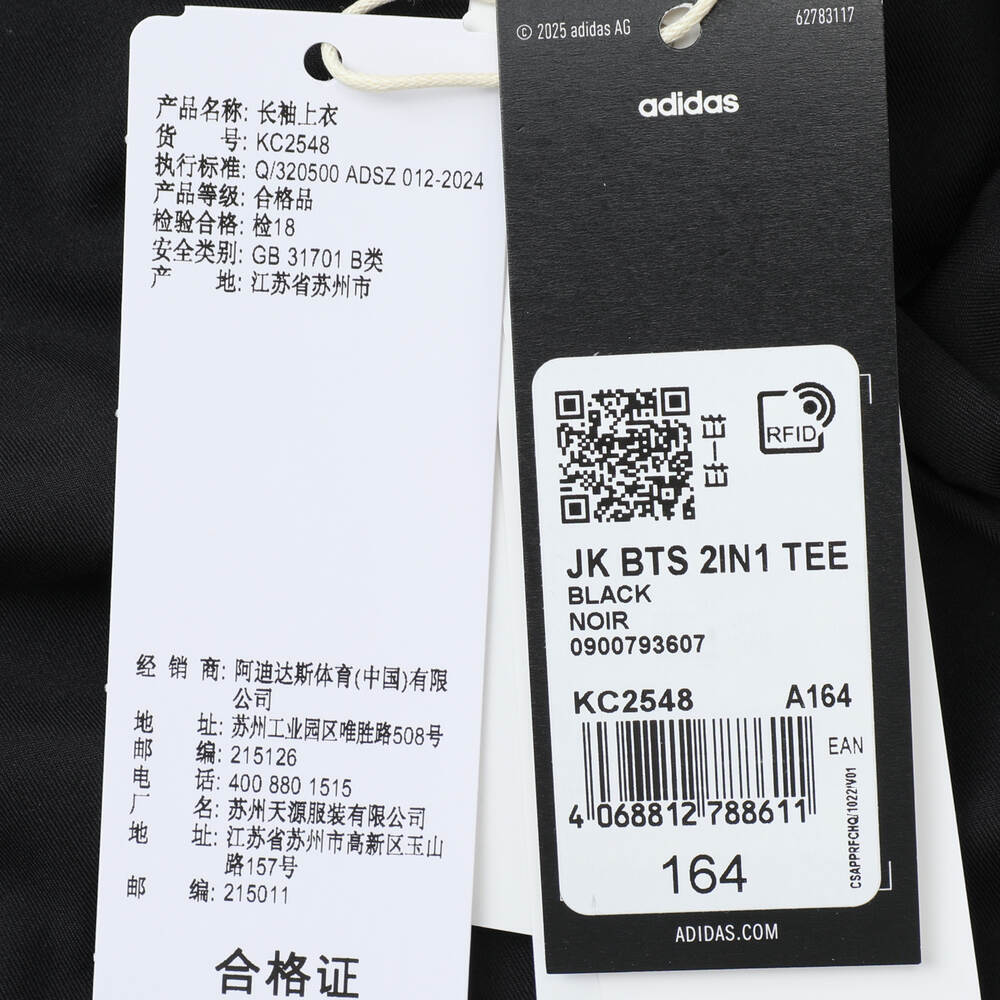 产品名称: 长袖上衣
货 号: KC2548
执行标准: Q/320500 ADSZ 012-2024
产品等级: 合格品
检验合格: 检18
安全类别: GB 31701 B类
产 地: 江苏省苏州市
经 销 商: 阿迪达斯体育(中国)有限
公司
地 址: 苏州工业园区唯胜路508号
邮 编: 215126
电 话: 400 880 1515
厂 名: 苏州天源服装有限公司
地 址: 江苏省苏州市高新区玉山
路157号
邮 编: 215011
合格证
© 2025 adidas AG
62783117
adidas
扫一扫
RFID
JK BTS 2IN1 TEE
BLACK
NOIR
0900793607
KC2548 A164
EAN
4 068812 788611
CSAPPRFCHQ/1022/V01
164
ADIDAS.COM